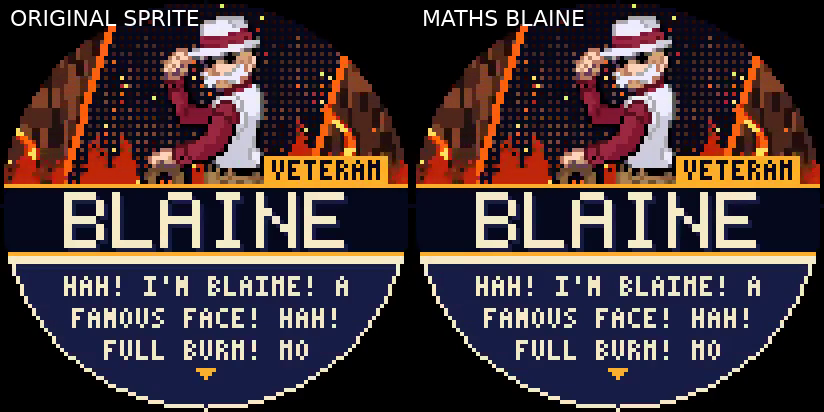 ORIGINAL SPRITE
VETERAN
BLAINE
HAH! I'M BLAINE! A
FAMOUS FACE! HAH!
FULL BURN! NO
MATHS BLAINE
VETERAN
BLAINE
HAH! I'M BLAINE! A
FAMOUS FACE! HAH!
FULL BURN! NO